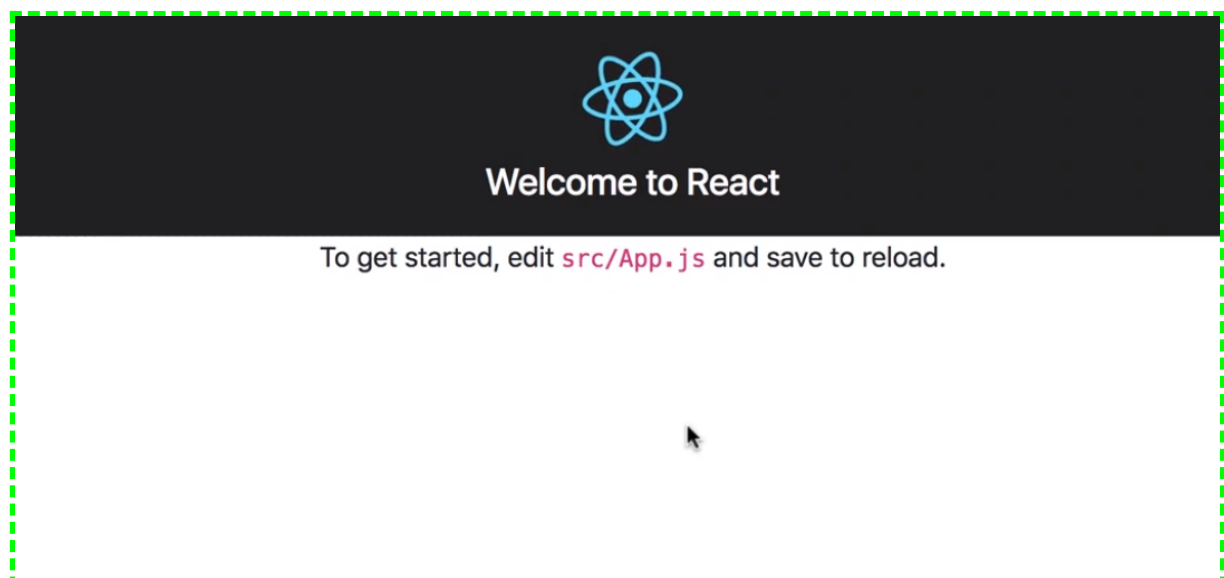 Welcome to React
To get started, edit src/App.js and save to reload.